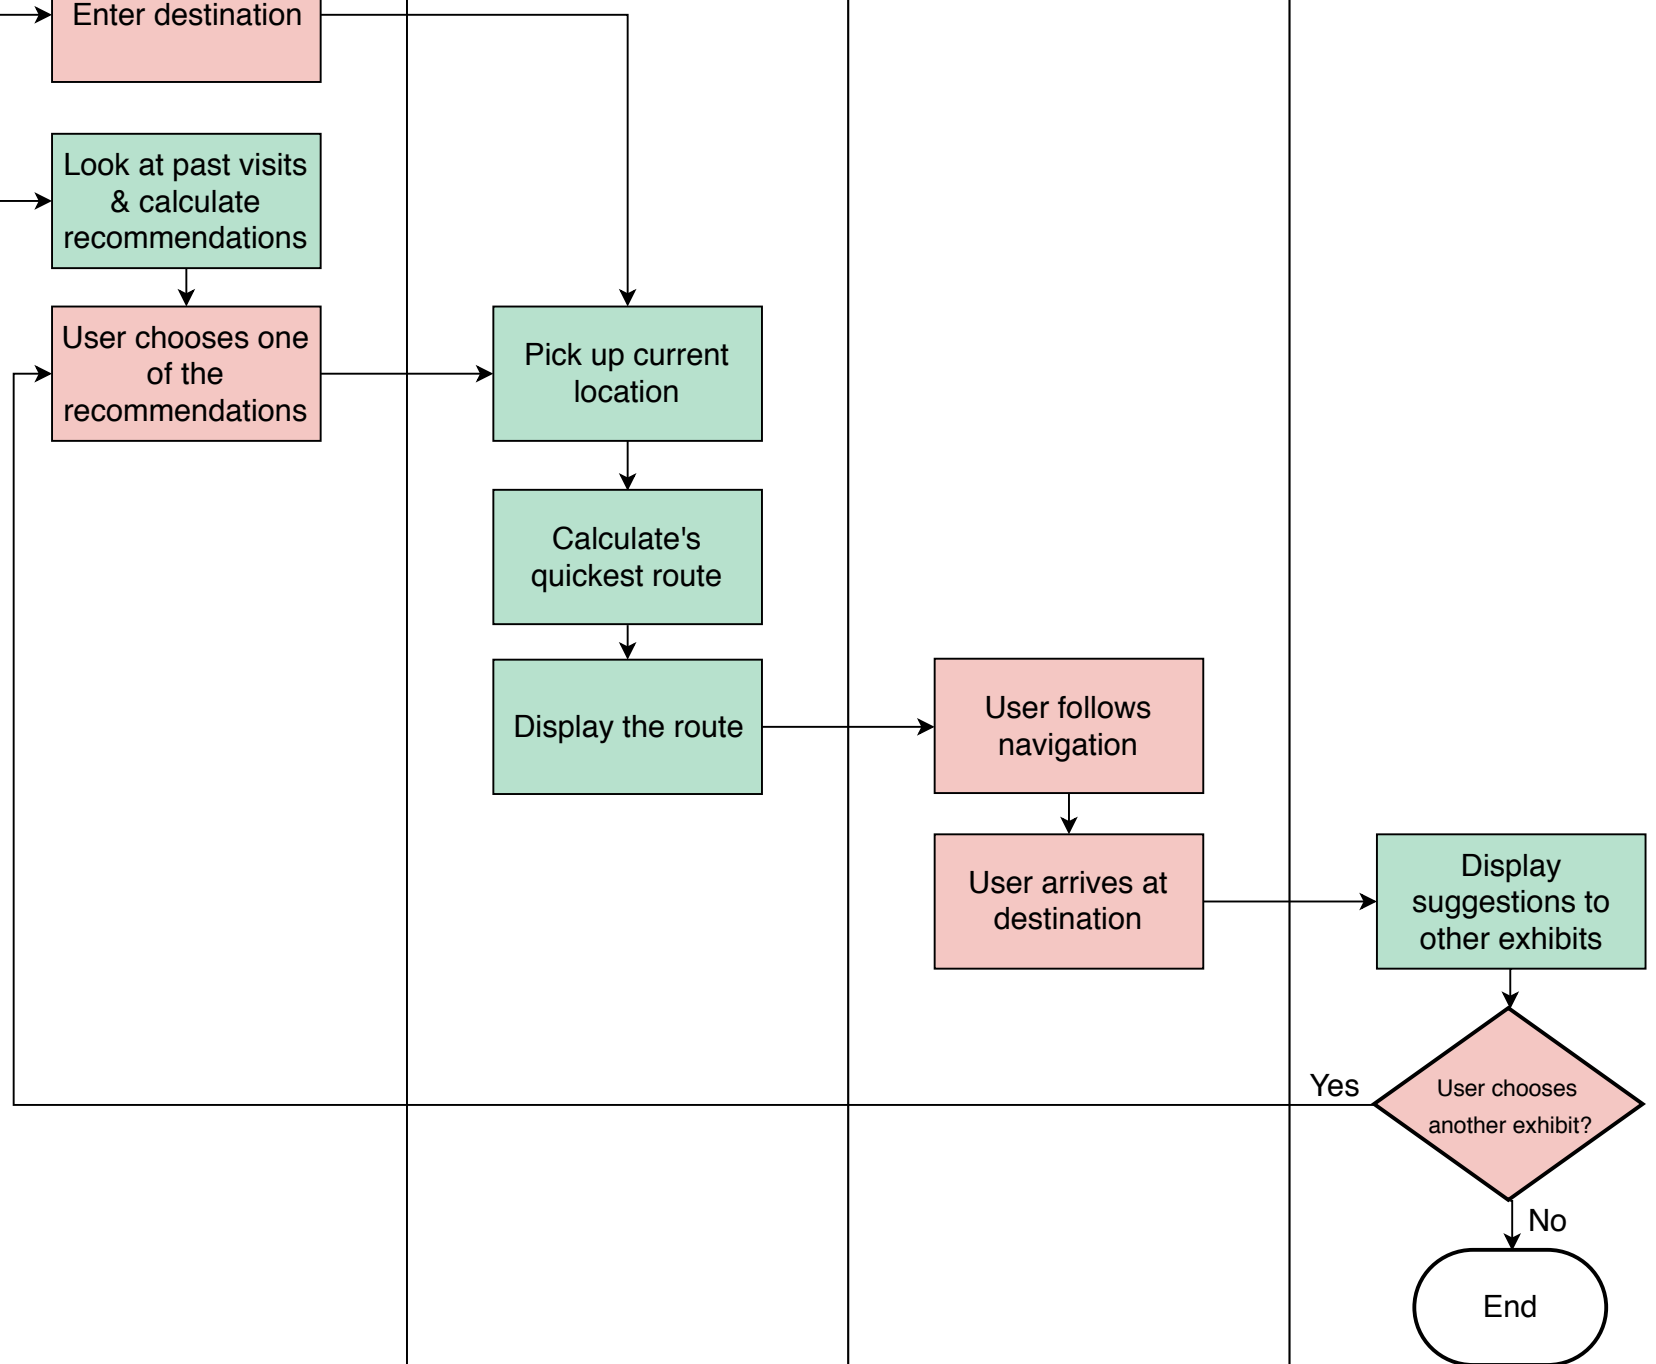 Enter destination
Look at past visits
& calculate
recommendations
User chooses one
of the
recommendations
Pick up current
location
Calculate's
quickest route
Display the route
User follows
navigation
User arrives at
destination
Display
suggestions to
other exhibits
Yes
User chooses
another exhibit?
No
End